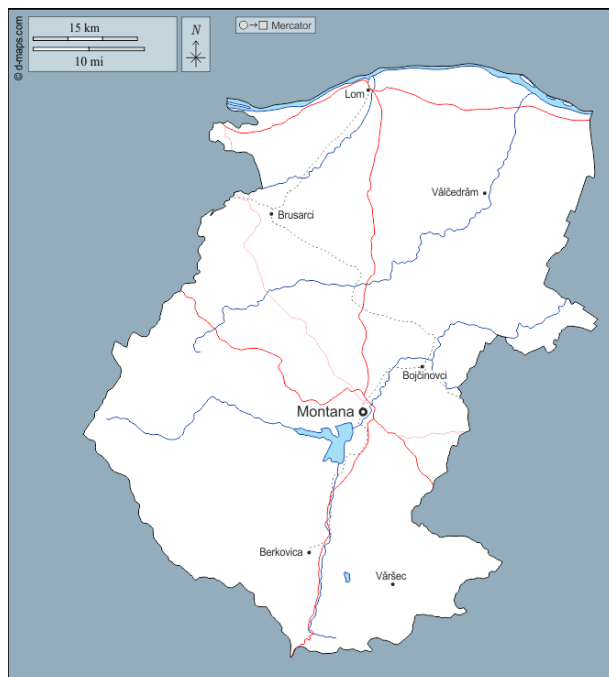 15 km
10 mi
N
○→□ Mercator
© d-maps.com
Lom
Vălčedrăm
Brusarci
Bojčinovci
Montana
Berkovica
Văršec